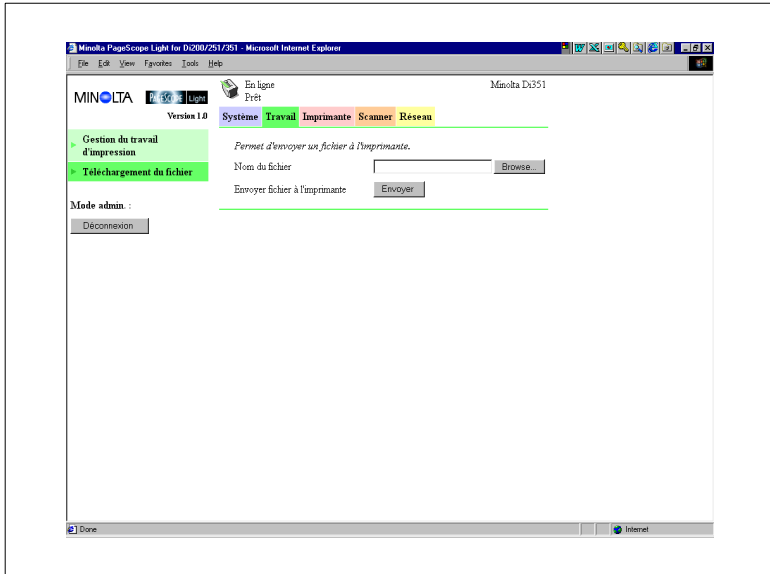 Minolta PageScope Light for Di200/251/351 - Microsoft Internet Explorer
File Edit View Favorites Tools Help
MINOLTA PAGESCOPE Light
Version 1.0
En ligne
Prêt
Minolta Di351
Système Travail Imprimante Scanner Réseau
Gestion du travail
d'impression
Téléchargement du fichier
Mode admin. :
Déconnexion
Permet d'envoyer un fichier à l'imprimante.
Nom du fichier Browse...
Envoyer fichier à l'imprimante Envoyer
Done Internet